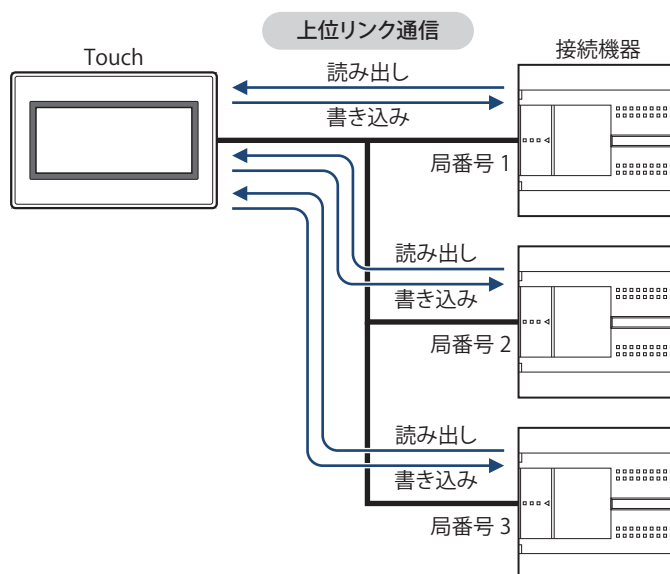 上位リンク通信
Touch
接続機器
読み出し
書き込み
局番号 1
読み出し
書き込み
局番号 2
読み出し
書き込み
局番号 3